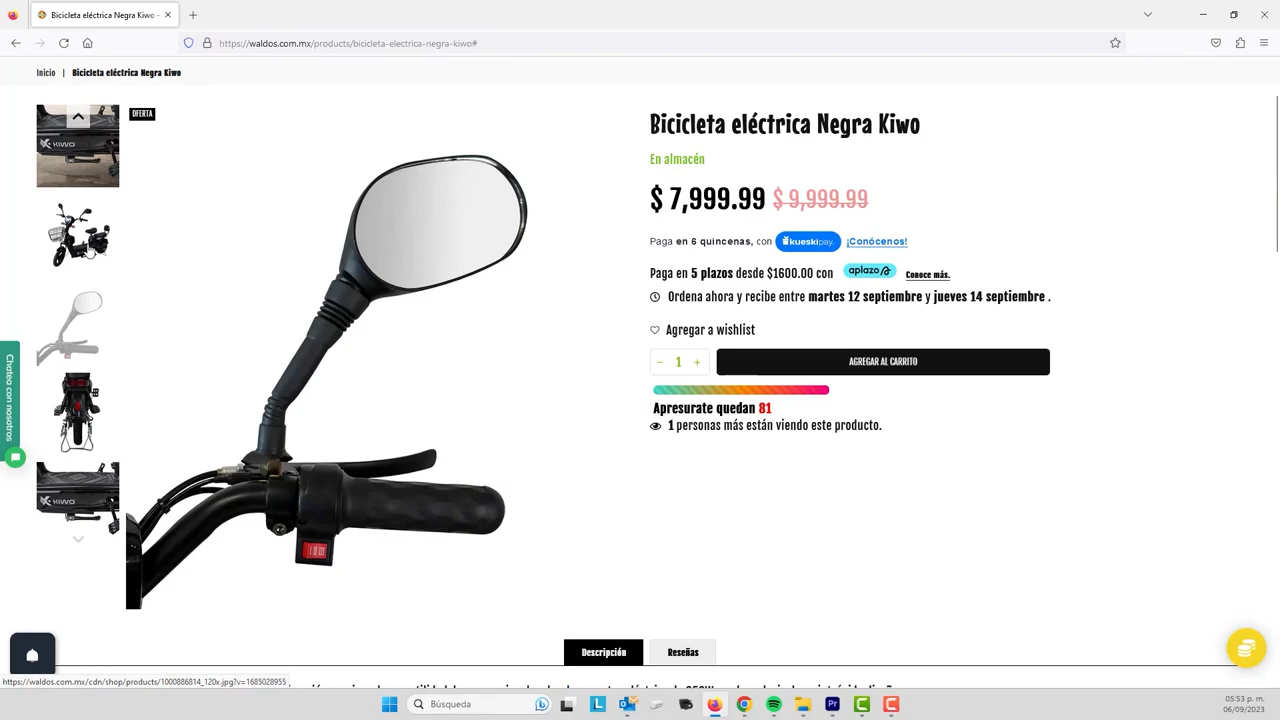 Bicicleta eléctrica Negra Kiwo –
https://waldos.com.mx/products/bicicleta-electrica-negra-kiwo#
Inicio | Bicicleta eléctrica Negra Kiwo
OFERTA
KIWO
KIWO
Bicicleta eléctrica Negra Kiwo
En almacén
$ 7,999.99 $ 9,999.99
Paga en 6 quincenas, con kueskipay. ¡Conócenos!
Paga en 5 plazos desde $1600.00 con aplazo Conoce más.
Ordena ahora y recibe entre martes 12 septiembre y jueves 14 septiembre .
Agregar a wishlist
− 1 + AGREGAR AL CARRITO
Apresurate quedan 81
1 personas más están viendo este producto.
Chatea con nosotros
Descripción Reseñas
https://waldos.com.mx/cdn/shop/products/1000886814_120x.jpg?v=1685028955
Búsqueda
05:53 p. m.
06/09/2023